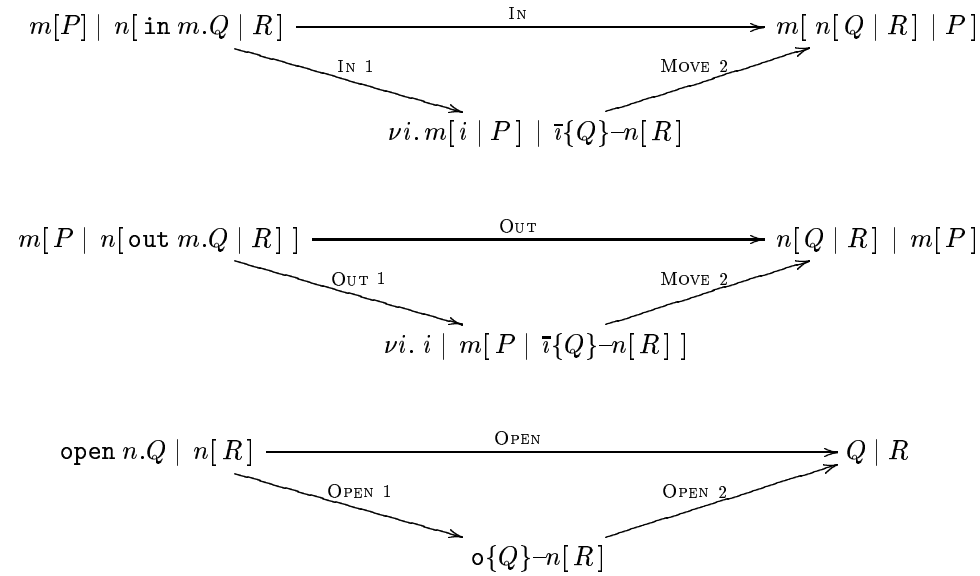 m[P] | n[ in m.Q | R ] In m[ n[ Q | R ] | P ]
In 1 Move 2
νi. m[ i | P ] | ī{Q}–n[ R ]
m[ P | n[ out m.Q | R ] ] Out n[ Q | R ] | m[ P ]
Out 1 Move 2
νi. i | m[ P | ī{Q}–n[ R ] ]
open n.Q | n[ R ] Open Q | R
Open 1 Open 2
o{Q}–n[ R ]